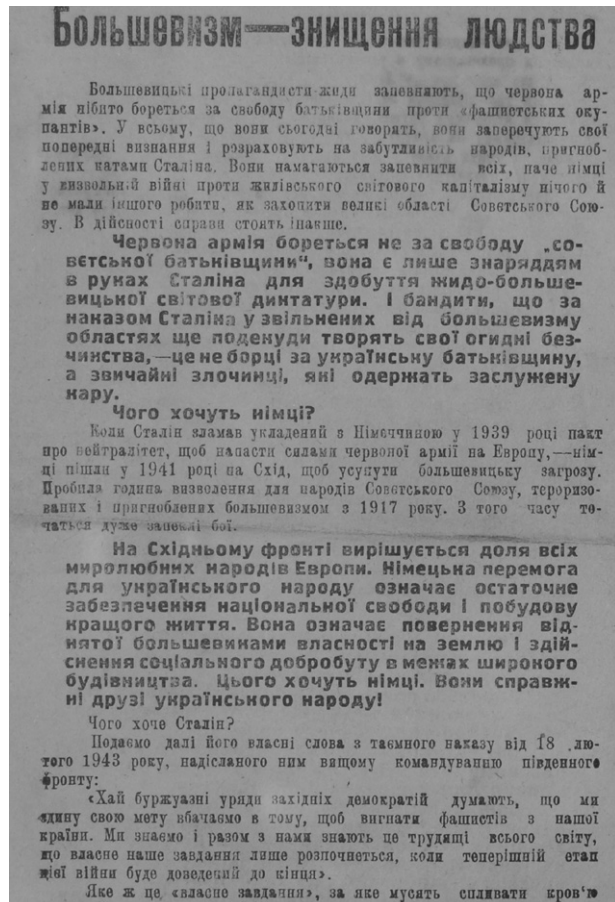 Большевизм—знищення людства
Большевицькі пропагандисти-жиди запевняють, що червона ар-
мія нібито бореться за свободу батьківщини проти «фашистських оку-
пантів». У всьому, що вони сьогодні говорять, вони заперечують свої
попередні визнання і розраховують на забутливість народів, пригноб-
лених катами Сталіна. Вони намагаються запевнити всіх, наче німці
у визвольній війні проти жидівського світового капіталізму нічого й
не мали іншого робити, як захопити великі області Совєтського Сою-
зу. В дійсності справи стоять інакше.
Червона армія бореться не за свободу „со-
вєтської батьківщини“, вона є лише знаряддям
в руках Сталіна для здобуття жидо-больше-
вицької світової диктатури. І бандити, що за
наказом Сталіна у звільнених від большевизму
областях ще подекуди творять свої огидні без-
чинства,—це не борці за українську батьківщину,
а звичайні злочинці, які одержать заслужену
кару.
Чого хочуть німці?
Коли Сталін зламав укладений з Німеччиною у 1939 році пакт
про нейтралітет, щоб напасти силами червоної армії на Европу,—нім-
ці пішли у 1941 році на Схід, щоб усунути большевицьку загрозу.
Пробила година визволення для народів Совєтського Союзу, тероризо-
ваних і пригноблених большевизмом з 1917 року. З того часу то-
чаться дуже запеклі бої.
На Східньому фронті вирішується доля всіх
миролюбних народів Европи. Німецька перемога
для українського народу означає остаточне
забезпечення національної свободи і побудову
кращого життя. Вона означає повернення від-
нятої большевиками власності на землю і здій-
снення соціального добробуту в межах широкого
будівництва. Цього хочуть німці. Вони справж-
ні друзі українського народу!
Чого хоче Сталін?
Подаємо далі його власні слова з таємного наказу від 18 лю-
того 1943 року, надісланого ним вищому командуванню південного
фронту:
«Хай буржуазні уряди західніх демократій думають, що ми
єдину свою мету вбачаємо в тому, щоб вигнати фашистів з нашої
країни. Ми знаємо і разом з нами знають це трудящі всього світу,
що власне наше завдання лише розпочнеться, коли теперішній етап
цієї війни буде доведений до кінця».
Яке ж це «власне завдання», за яке мусять спливати кров'ю